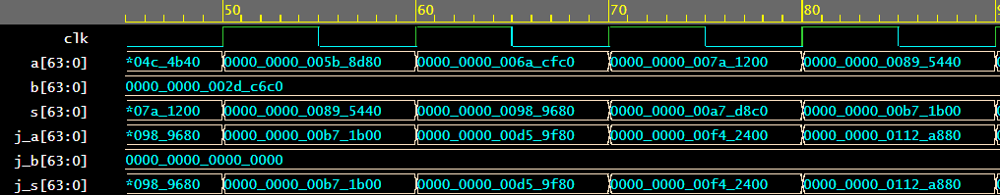 50 60 70 80
clk
a[63:0] *04c_4b40 0000_0000_005b_8d80 0000_0000_006a_cfc0 0000_0000_007a_1200 0000_0000_0089_5440
b[63:0] 0000_0000_002d_c6c0
s[63:0] *07a_1200 0000_0000_0089_5440 0000_0000_0098_9680 0000_0000_00a7_d8c0 0000_0000_00b7_1b00
j_a[63:0] *098_9680 0000_0000_00b7_1b00 0000_0000_00d5_9f80 0000_0000_00f4_2400 0000_0000_0112_a880
j_b[63:0] 0000_0000_0000_0000
j_s[63:0] *098_9680 0000_0000_00b7_1b00 0000_0000_00d5_9f80 0000_0000_00f4_2400 0000_0000_0112_a880